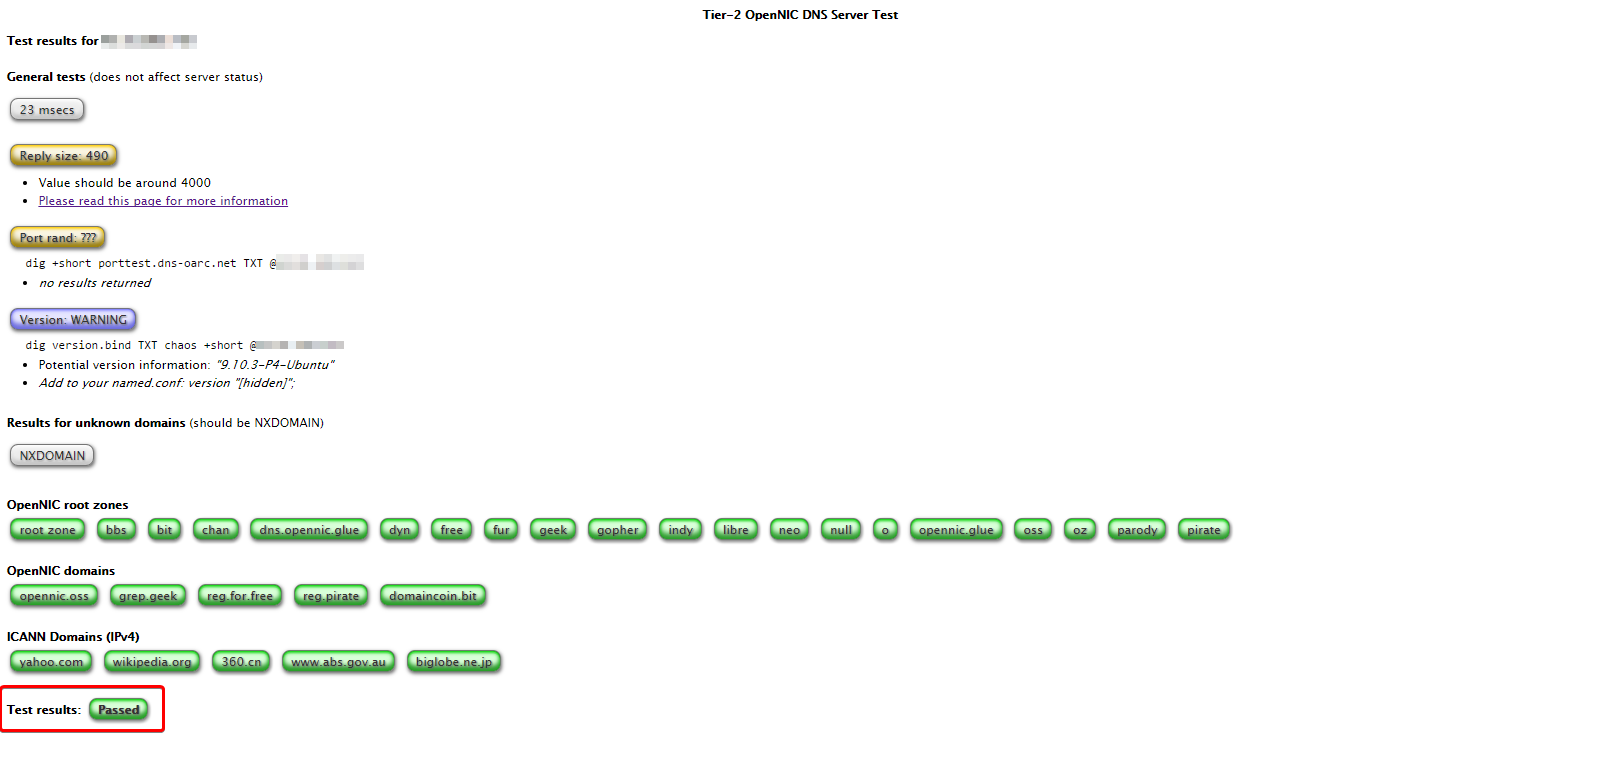 Tier-2 OpenNIC DNS Server Test
Test results for
General tests (does not affect server status)
23 msecs
Reply size: 490
Value should be around 4000
Please read this page for more information
Port rand: ???
dig +short porttest.dns-oarc.net TXT @
no results returned
Version: WARNING
dig version.bind TXT chaos +short @
Potential version information: "9.10.3-P4-Ubuntu"
Add to your named.conf: version "[hidden]";
Results for unknown domains (should be NXDOMAIN)
NXDOMAIN
OpenNIC root zones
root zone bbs bit chan dns.opennic.glue dyn free fur geek gopher indy libre neo null o opennic.glue oss oz parody pirate
OpenNIC domains
opennic.oss grep.geek reg.for.free reg.pirate domaincoin.bit
ICANN Domains (IPv4)
yahoo.com wikipedia.org 360.cn www.abs.gov.au biglobe.ne.jp
Test results: Passed